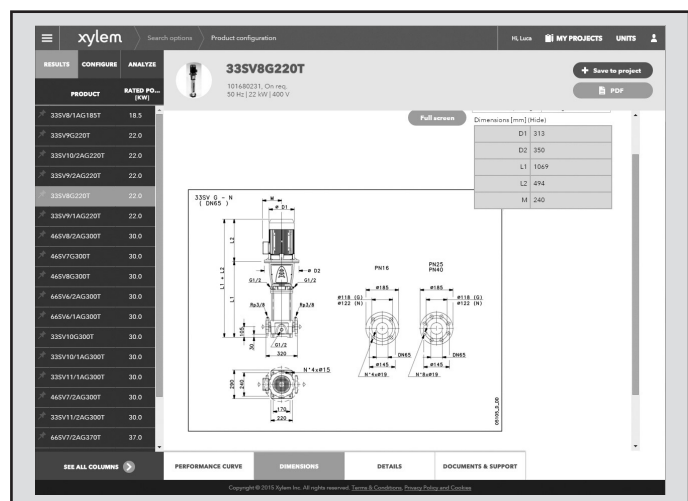 xylem
Search options
Product configuration
Hi, Luca
MY PROJECTS
UNITS
RESULTS
CONFIGURE
ANALYZE
PRODUCT
RATED PO...
[KW]
33SV8G220T
101680231, On req,
50 Hz | 22 kW | 400 V
+ Save to project
PDF
33SV8/1AG185T 18.5
33SV9G220T 22.0
33SV10/2AG220T 22.0
33SV9/2AG220T 22.0
33SV8G220T 22.0
33SV9/1AG220T 22.0
46SV8/2AG300T 30.0
46SV7G300T 30.0
46SV8G300T 30.0
66SV6/2AG300T 30.0
66SV6/1AG300T 30.0
33SV10G300T 30.0
33SV10/1AG300T 30.0
33SV11/1AG300T 30.0
46SV7/2AG300T 30.0
33SV11/2AG300T 30.0
66SV7/2AG370T 37.0
SEE ALL COLUMNS
Full screen
Dimensions [mm] (Hide)
D1 313
D2 350
L1 1069
L2 494
M 240
33SV G - N
( DN65 )
M
ø D1
L2
L1 + L2
L1
ø D2
G1/2
G1/2
Rp3/8
Rp3/8
105
30
G1/2
320
N°4xø15
290
240
170
220
PN16
ø185
ø118 (G)
ø122 (N)
DN65
ø145
N°4xø19
PN25
PN40
ø185
ø118 (G)
ø122 (N)
DN65
ø145
N°8xø19
05105_D_DD
PERFORMANCE CURVE
DIMENSIONS
DETAILS
DOCUMENTS & SUPPORT
Copyright © 2015 Xylem Inc. All rights reserved. Terms & Conditions, Privacy Policy and Cookies